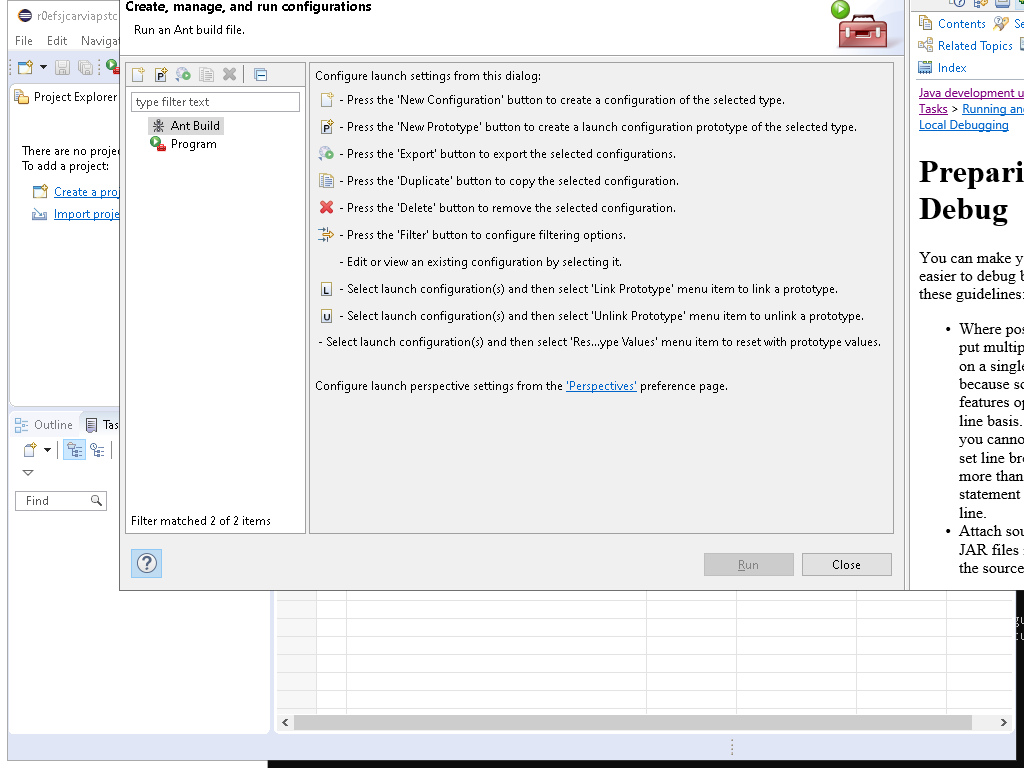 r0efsjcarviapstc
File Edit Naviga
Project Explorer
There are no proje
To add a project:
Create a proj
Import proje
Outline
Tas
Find
Create, manage, and run configurations
Run an Ant build file.
type filter text
Ant Build
Program
Filter matched 2 of 2 items
Configure launch settings from this dialog:
- Press the 'New Configuration' button to create a configuration of the selected type.
- Press the 'New Prototype' button to create a launch configuration prototype of the selected type.
- Press the 'Export' button to export the selected configurations.
- Press the 'Duplicate' button to copy the selected configuration.
- Press the 'Delete' button to remove the selected configuration.
- Press the 'Filter' button to configure filtering options.
- Edit or view an existing configuration by selecting it.
L - Select launch configuration(s) and then select 'Link Prototype' menu item to link a prototype.
U - Select launch configuration(s) and then select 'Unlink Prototype' menu item to unlink a prototype.
- Select launch configuration(s) and then select 'Res...ype Values' menu item to reset with prototype values.
Configure launch perspective settings from the 'Perspectives' preference page.
Run
Close
Contents Se
Related Topics
Index
Java development u
Tasks > Running and
Local Debugging
Prepari
Debug
You can make y
easier to debug b
these guidelines:
• Where pos
put multip
on a single
because so
features op
line basis.
you canno
set line bre
more than
statement
line.
• Attach sou
JAR files
the source